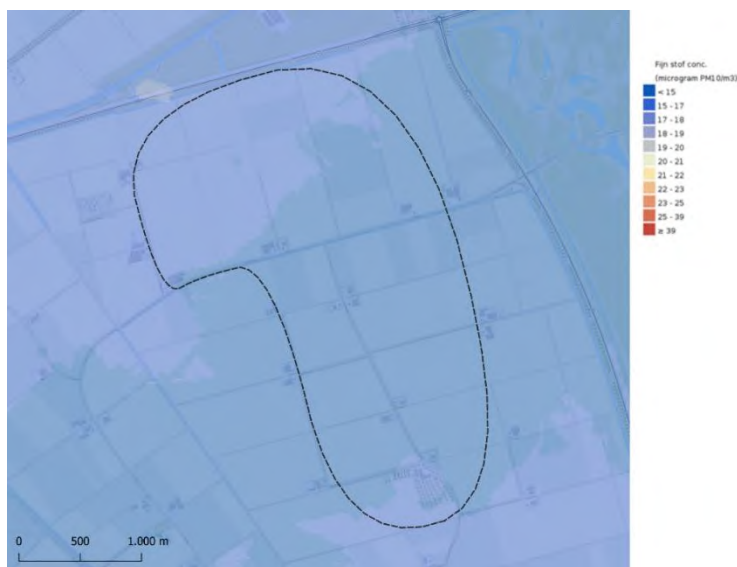 Fijn stof conc.
(microgram PM10/m3)
< 15
15 - 17
17 - 18
18 - 19
19 - 20
20 - 21
21 - 22
22 - 23
23 - 25
25 - 39
≥ 39
0 500 1.000 m